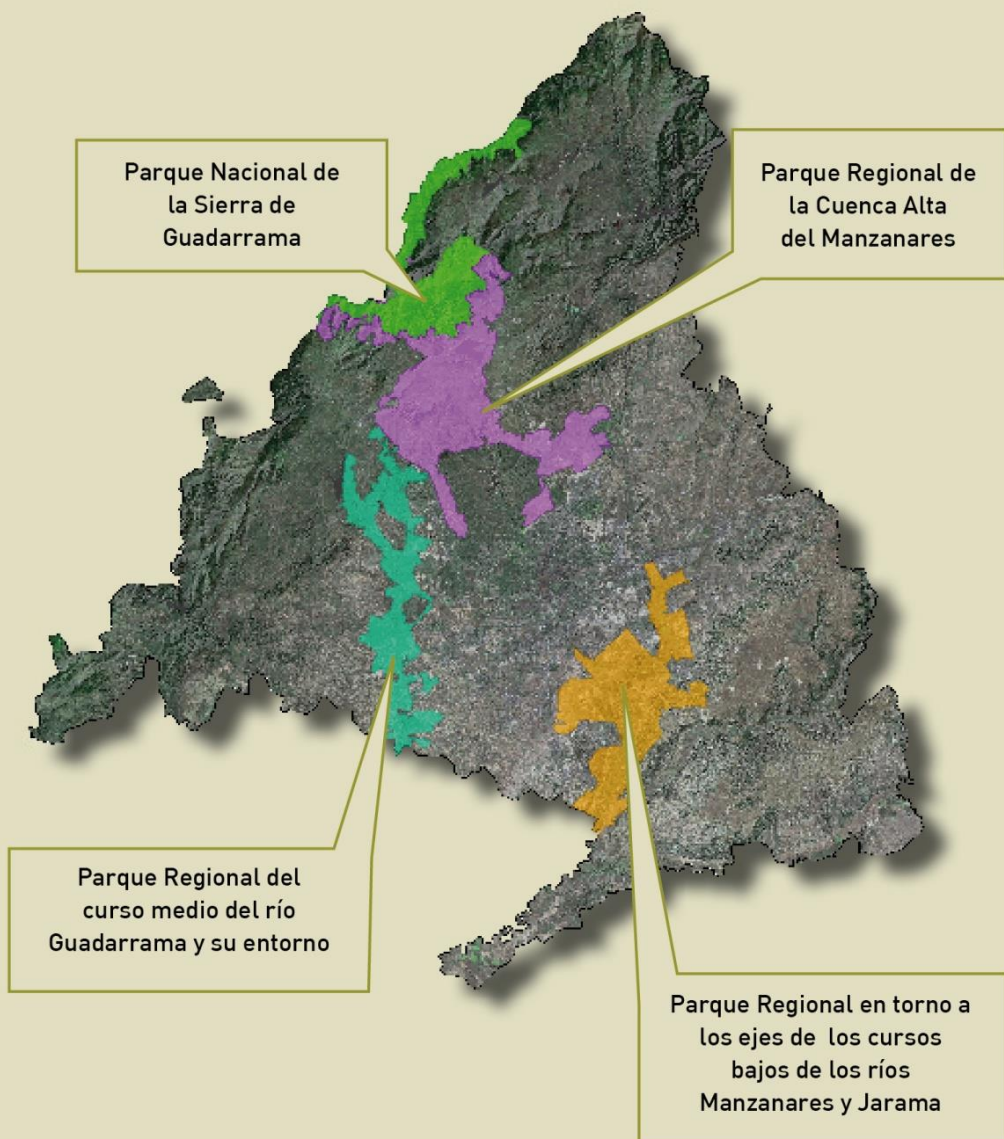 Parque Nacional de
la Sierra de
Guadarrama
Parque Regional de
la Cuenca Alta
del Manzanares
Parque Regional del
curso medio del río
Guadarrama y su entorno
Parque Regional en torno a
los ejes de  los cursos
bajos de los ríos
Manzanares y Jarama